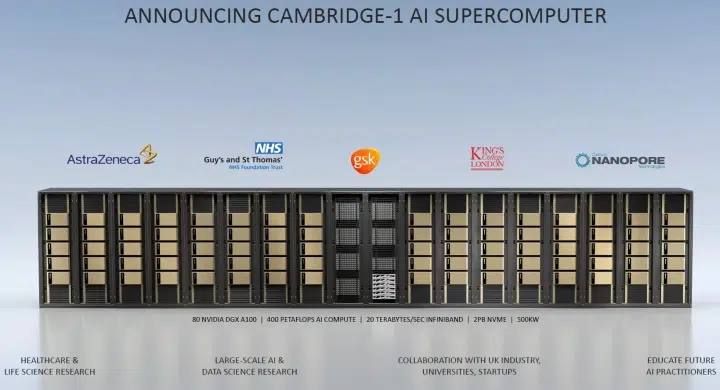 ANNOUNCING CAMBRIDGE-1 AI SUPERCOMPUTER
AstraZeneca
NHS
Guy's and St Thomas'
NHS Foundation Trust
gsk
KING'S
College
LONDON
Oxford
NANOPORE
Technologies
80 NVIDIA DGX A100 | 400 PETAFLOPS AI COMPUTE | 20 TERABYTES/SEC INFINIBAND | 2PB NVME | 500KW
HEALTHCARE &
LIFE SCIENCE RESEARCH
LARGE-SCALE AI &
DATA SCIENCE RESEARCH
COLLABORATION WITH UK INDUSTRY,
UNIVERSITIES, STARTUPS
EDUCATE FUTURE
AI PRACTITIONERS